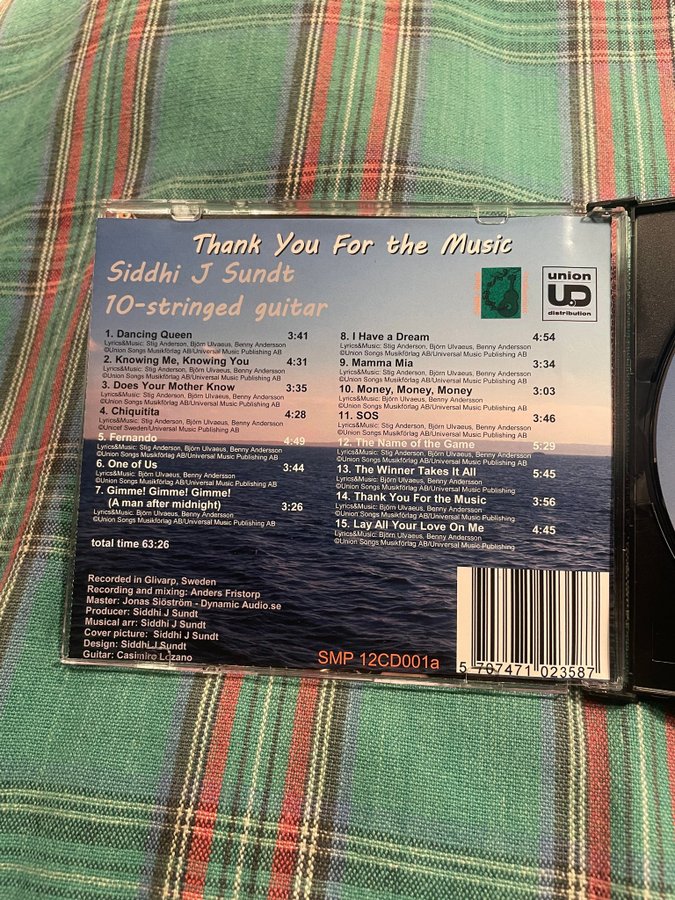 Thank You For the Music
Siddhi J Sundt
10-stringed guitar
union
UD
distribution
1. Dancing Queen 3:41
Lyrics&Music: Stig Anderson, Björn Ulvaeus, Benny Andersson
©Union Songs Musikförlag AB/Universal Music Publishing AB
2. Knowing Me, Knowing You 4:31
Lyrics&Music: Stig Anderson, Björn Ulvaeus, Benny Andersson
©Union Songs Musikförlag AB/Universal Music Publishing AB
3. Does Your Mother Know 3:35
Lyrics&Music: Björn Ulvaeus, Benny Andersson
©Union Songs Musikförlag AB/Universal Music Publishing AB
4. Chiquitita 4:28
Lyrics&Music: Björn Ulvaeus, Benny Andersson
©Unicef Sweden/Universal Music Publishing AB
5. Fernando 4:49
Lyrics&Music: Stig Anderson, Björn Ulvaeus, Benny Andersson
©Union Songs Musikförlag AB/Universal Music Publishing AB
6. One of Us 3:44
Lyrics&Music: Björn Ulvaeus, Benny Andersson
©Union Songs Musikförlag AB/Universal Music Publishing AB
7. Gimme! Gimme! Gimme!
(A man after midnight) 3:26
Lyrics&Music: Björn Ulvaeus, Benny Andersson
©Union Songs Musikförlag AB/Universal Music Publishing AB
total time 63:26
8. I Have a Dream 4:54
Lyrics&Music: Stig Anderson, Björn Ulvaeus, Benny Andersson
©Union Songs Musikförlag AB/Universal Music Publishing AB
9. Mamma Mia 3:34
Lyrics&Music: Stig Anderson, Björn Ulvaeus, Benny Andersson
©Union Songs Musikförlag AB/Universal Music Publishing AB
10. Money, Money, Money 3:03
Lyrics&Music: Björn Ulvaeus, Benny Andersson
©Union Songs Musikförlag AB/Universal Music Publishing AB
11. SOS 3:46
Lyrics&Music: Stig Anderson, Björn Ulvaeus, Benny Andersson
©Union Songs Musikförlag AB/Universal Music Publishing AB
12. The Name of the Game 5:29
Lyrics&Music: Stig Anderson, Björn Ulvaeus, Benny Andersson
©Union Songs Musikförlag AB/Universal Music Publishing AB
13. The Winner Takes It All 5:45
Lyrics&Music: Björn Ulvaeus, Benny Andersson
©Union Songs Musikförlag AB/Universal Music Publishing AB
14. Thank You For the Music 3:56
Lyrics&Music: Björn Ulvaeus, Benny Andersson
©Union Songs Musikförlag AB/Universal Music Publishing AB
15. Lay All Your Love On Me 4:45
Lyrics&Music: Björn Ulvaeus, Benny Andersson
©Union Songs Musikförlag AB/Universal Music Publishing
Recorded in Glivarp, Sweden
Recording and mixing: Anders Fristorp
Master: Jonas Siöström - Dynamic Audio.se
Producer: Siddhi J Sundt
Musical arr: Siddhi J Sundt
Cover picture: Siddhi J Sundt
Design: Siddhi J Sundt
Guitar: Casimiro Lozano
SMP 12CD001a
5 707471 023587